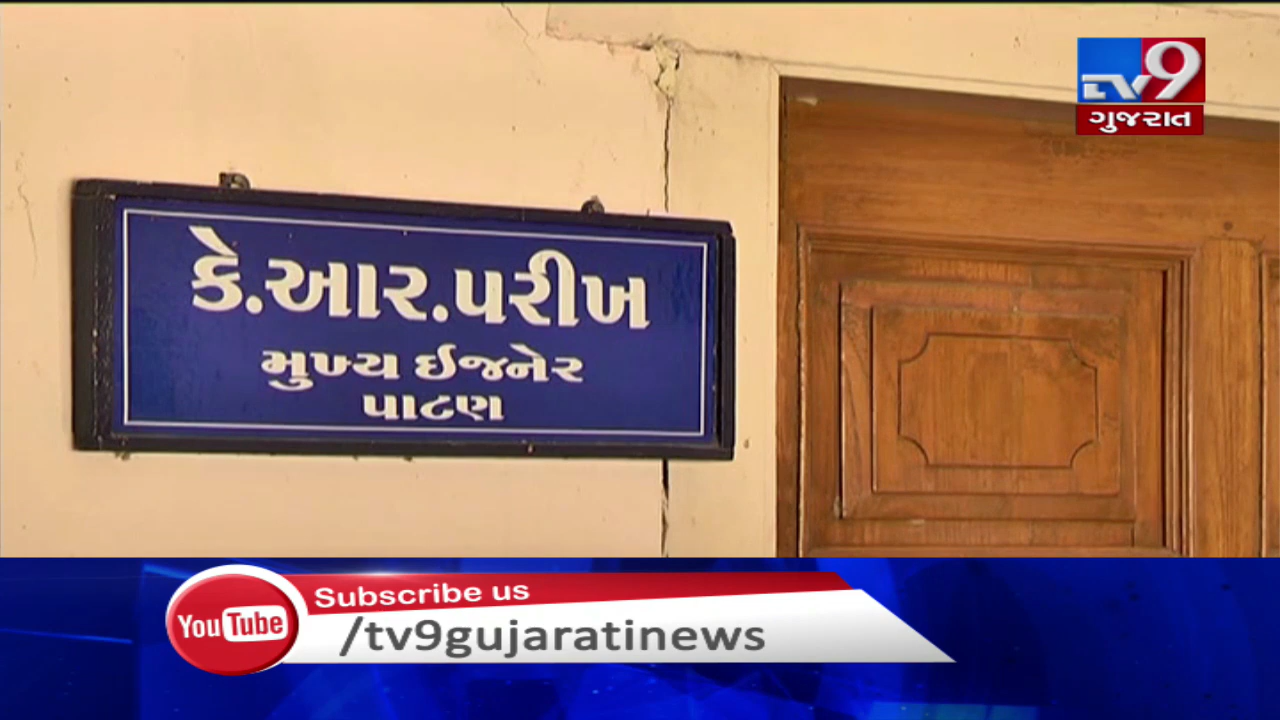 TV9
ગુજરાત
કે.આર.પરીખ
મુખ્ય ઈજનેર
પાટણ
YouTube
Subscribe us
/tv9gujaratinews